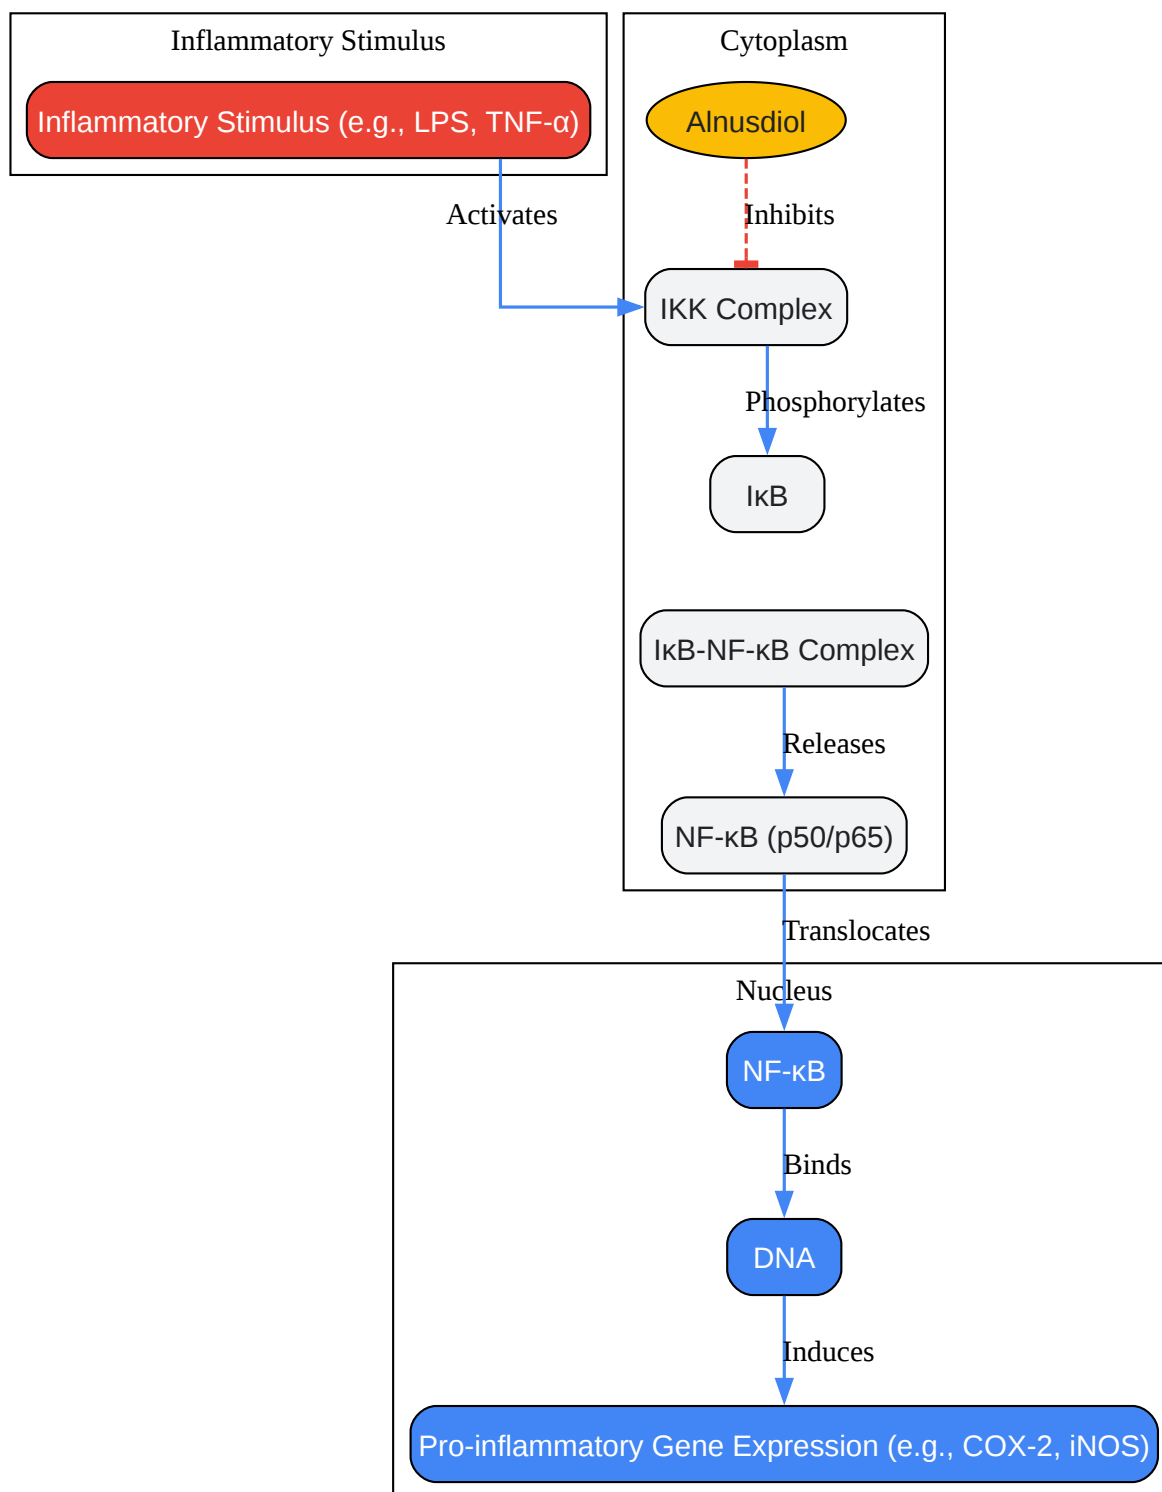 Inflammatory Stimulus
Inflammatory Stimulus (e.g., LPS, TNF-α)
Cytoplasm
Alnusdiol
Activates
Inhibits
IKK Complex
Phosphorylates
IκB
IκB-NF-κB Complex
Releases
NF-κB (p50/p65)
Translocates
Nucleus
NF-κB
Binds
DNA
Induces
Pro-inflammatory Gene Expression (e.g., COX-2, iNOS)